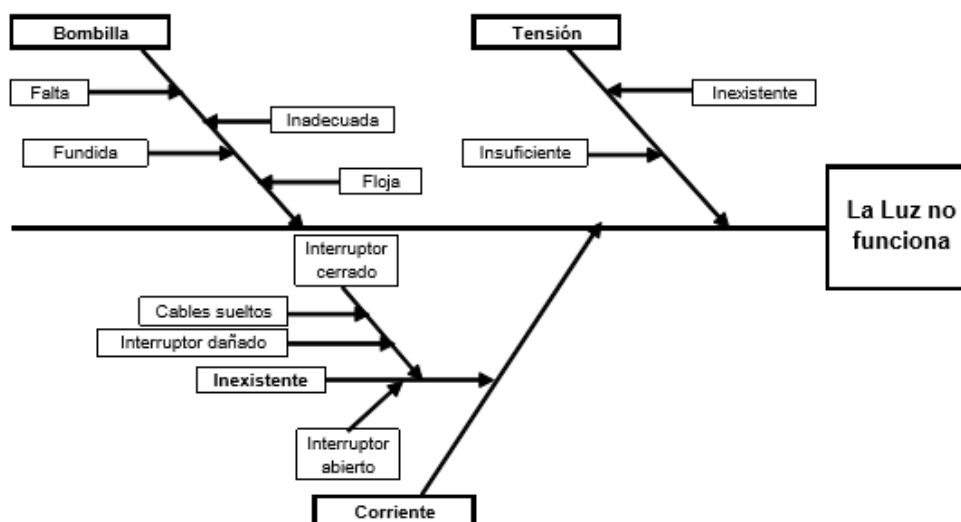 Bombilla
Tensión
Falta
Inexistente
Inadecuada
Fundida
Insuficiente
Floja
La Luz no
funciona
Interruptor
cerrado
Cables sueltos
Interruptor dañado
Inexistente
Interruptor
abierto
Corriente